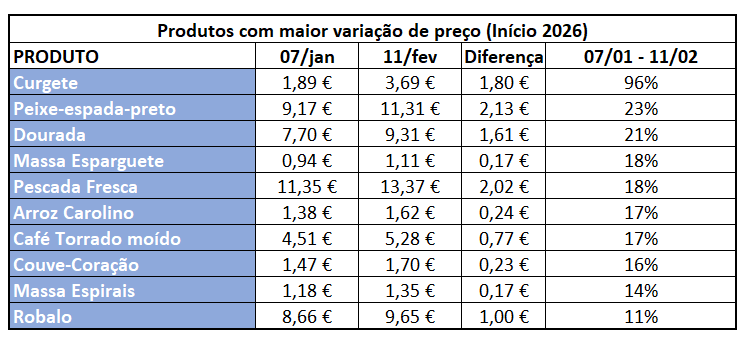 Produtos com maior variação de preço (Início 2026)
PRODUTO 07/jan 11/fev Diferença 07/01 - 11/02
Curgete 1,89 € 3,69 € 1,80 € 96%
Peixe-espada-preto 9,17 € 11,31 € 2,13 € 23%
Dourada 7,70 € 9,31 € 1,61 € 21%
Massa Esparguete 0,94 € 1,11 € 0,17 € 18%
Pescada Fresca 11,35 € 13,37 € 2,02 € 18%
Arroz Carolino 1,38 € 1,62 € 0,24 € 17%
Café Torrado moído 4,51 € 5,28 € 0,77 € 17%
Couve-Coração 1,47 € 1,70 € 0,23 € 16%
Massa Espirais 1,18 € 1,35 € 0,17 € 14%
Robalo 8,66 € 9,65 € 1,00 € 11%